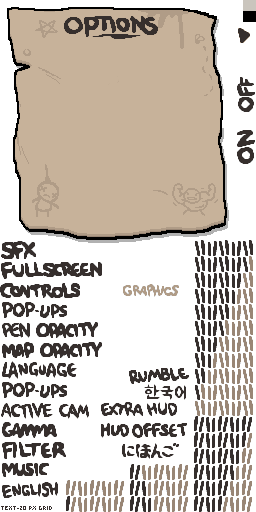 OPTIONS
OFF
ON
SFX
FULLSCREEN
CONTROLS GRAPHICS
POP-UPS
PEN OPACITY
MAP OPACITY
LANGUAGE RUMBLE
POP-UPS 한국어
ACTIVE CAM EXTRA HUD
GAMMA HUD OFFSET
FILTER にほんご
MUSIC
ENGLISH
TEXT-20 PX GRID